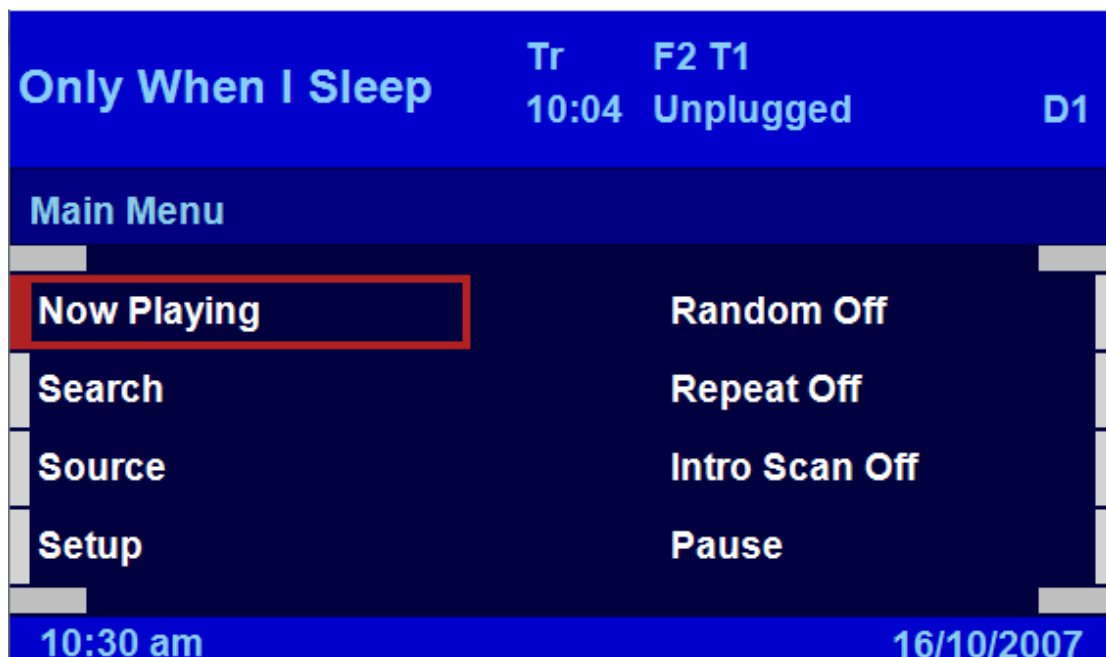 Only When I Sleep
Tr F2 T1
10:04 Unplugged D1
Main Menu
Now Playing Random Off
Search Repeat Off
Source Intro Scan Off
Setup Pause
10:30 am 16/10/2007